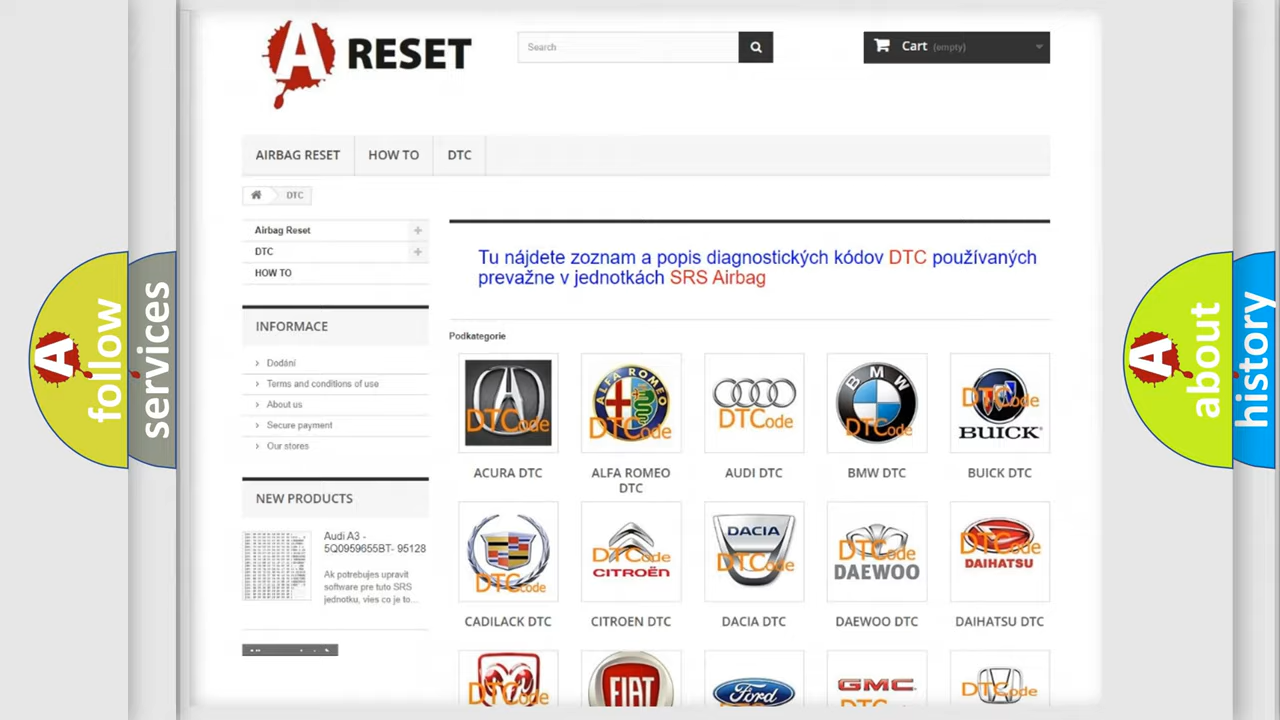 A RESET
Search
Cart (empty)
AIRBAG RESET
HOW TO
DTC
DTC
Airbag Reset
DTC
HOW TO
INFORMACE
Dodání
Terms and conditions of use
About us
Secure payment
Our stores
NEW PRODUCTS
Audi A3 -
5Q0959655BT- 95128
Ak potrebujes upravit
software pre tuto SRS
jednotku, vies co je to...
Tu nájdete zoznam a popis diagnostických kódov DTC používaných
prevažne v jednotkách SRS Airbag
Podkategorie
DTCode
ALFA ROMEO
DTCode
DTCode
BMW
DTCode
DTCode
BUICK
ACURA DTC
ALFA ROMEO
DTC
AUDI DTC
BMW DTC
BUICK DTC
DTCode
DTCode
CITROËN
DACIA
DTCode
DTCode
DAEWOO
DTCode
DAIHATSU
CADILACK DTC
CITROEN DTC
DACIA DTC
DAEWOO DTC
DAIHATSU DTC
DTCode
FIAT
Ford
GMC
DTCode
A
follow
services
A
about
history